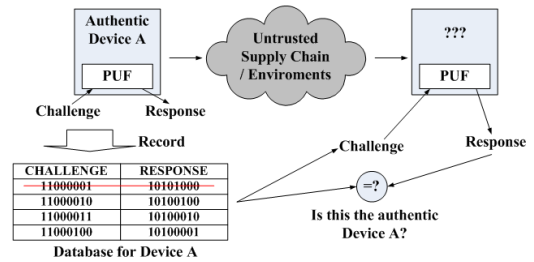 Authentic
Device A
PUF
Challenge
Response
Record
Untrusted
Supply Chain
/ Enviroments
???
PUF
Challenge
Response
=?
Is this the authentic
Device A?
CHALLENGE RESPONSE
11000001 10101000
11000010 10100100
11000011 10100010
11000100 10100001
Database for Device A